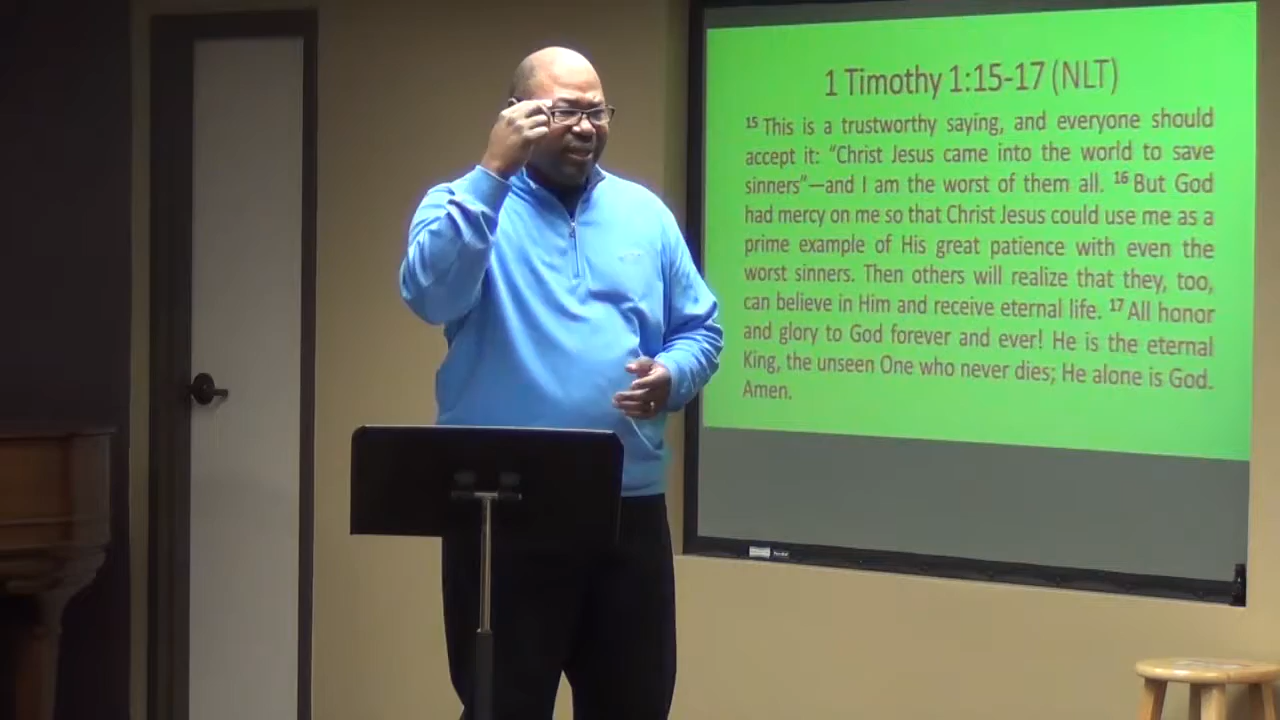 1 Timothy 1:15-17 (NLT)
¹⁵ This is a trustworthy saying, and everyone should
accept it: “Christ Jesus came into the world to save
sinners”—and I am the worst of them all. ¹⁶ But God
had mercy on me so that Christ Jesus could use me as a
prime example of His great patience with even the
worst sinners. Then others will realize that they, too,
can believe in Him and receive eternal life. ¹⁷ All honor
and glory to God forever and ever! He is the eternal
King, the unseen One who never dies; He alone is God.
Amen.